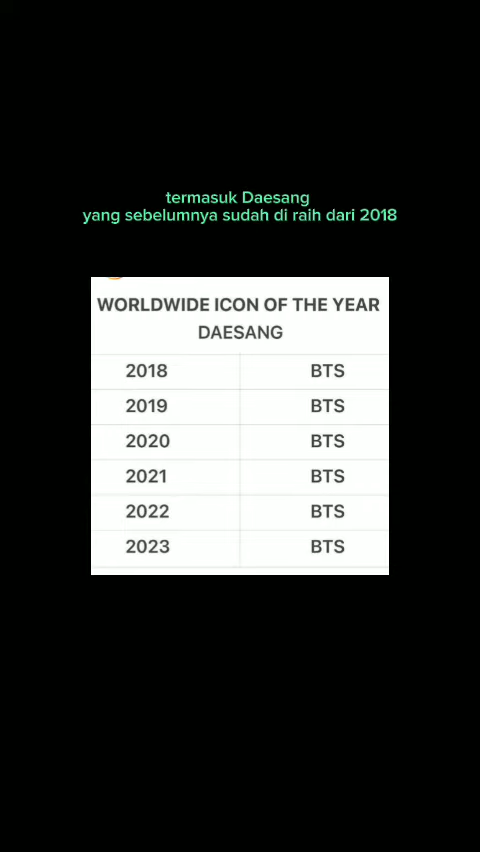 termasuk Daesang
yang sebelumnya sudah di raih dari 2018
WORLDWIDE ICON OF THE YEAR
DAESANG
2018 BTS
2019 BTS
2020 BTS
2021 BTS
2022 BTS
2023 BTS